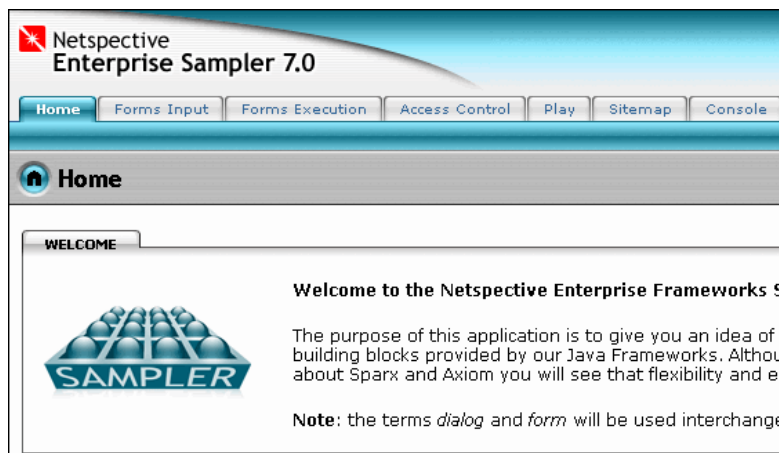 Netspective
Enterprise Sampler 7.0
Home Forms Input Forms Execution Access Control Play Sitemap Console
Home
WELCOME
Welcome to the Netspective Enterprise Frameworks
The purpose of this application is to give you an idea of
building blocks provided by our Java Frameworks.
about Sparx and Axiom you will see that flexibility and
Note: the terms dialog and form will be used
SAMPLER